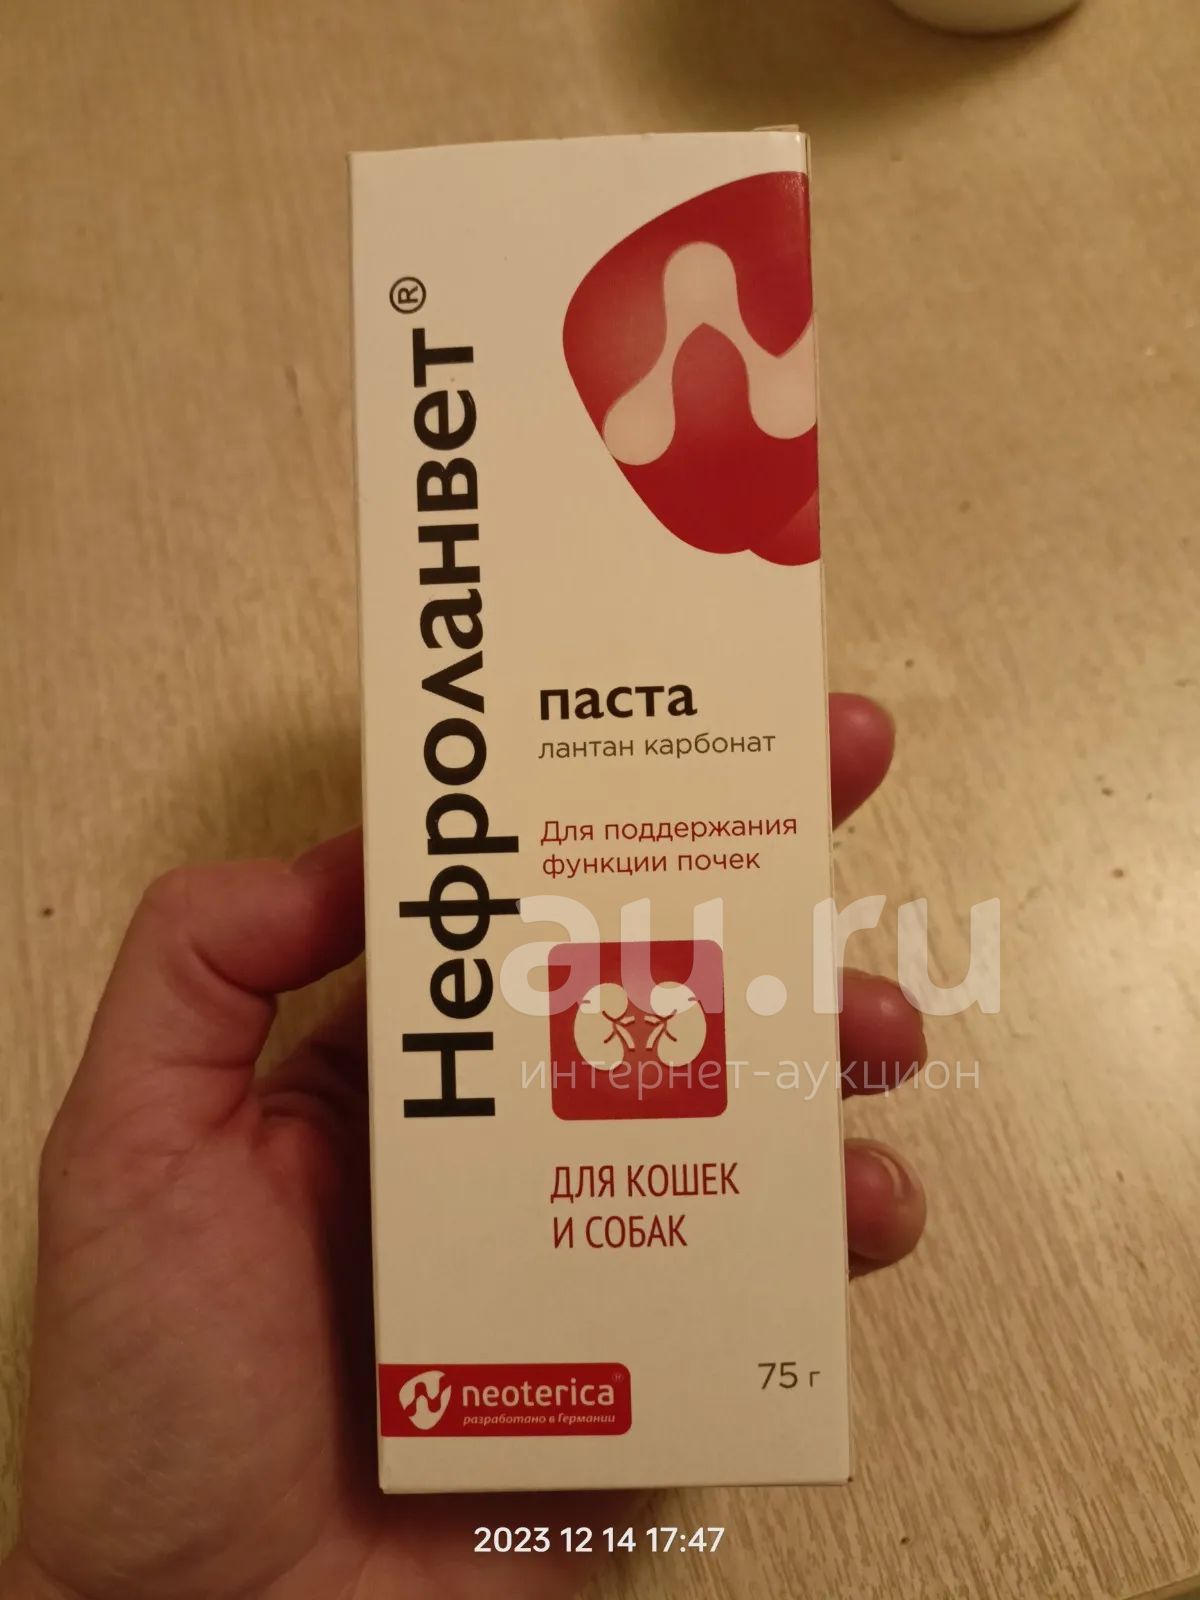 Нефроланвет®
паста
лантан карбонат
Для поддержания
функции почек
au.ru
интернет-аукцион
ДЛЯ КОШЕК
И СОБАК
75 г
neoterica®
разработано в Германии
2023 12 14 17:47